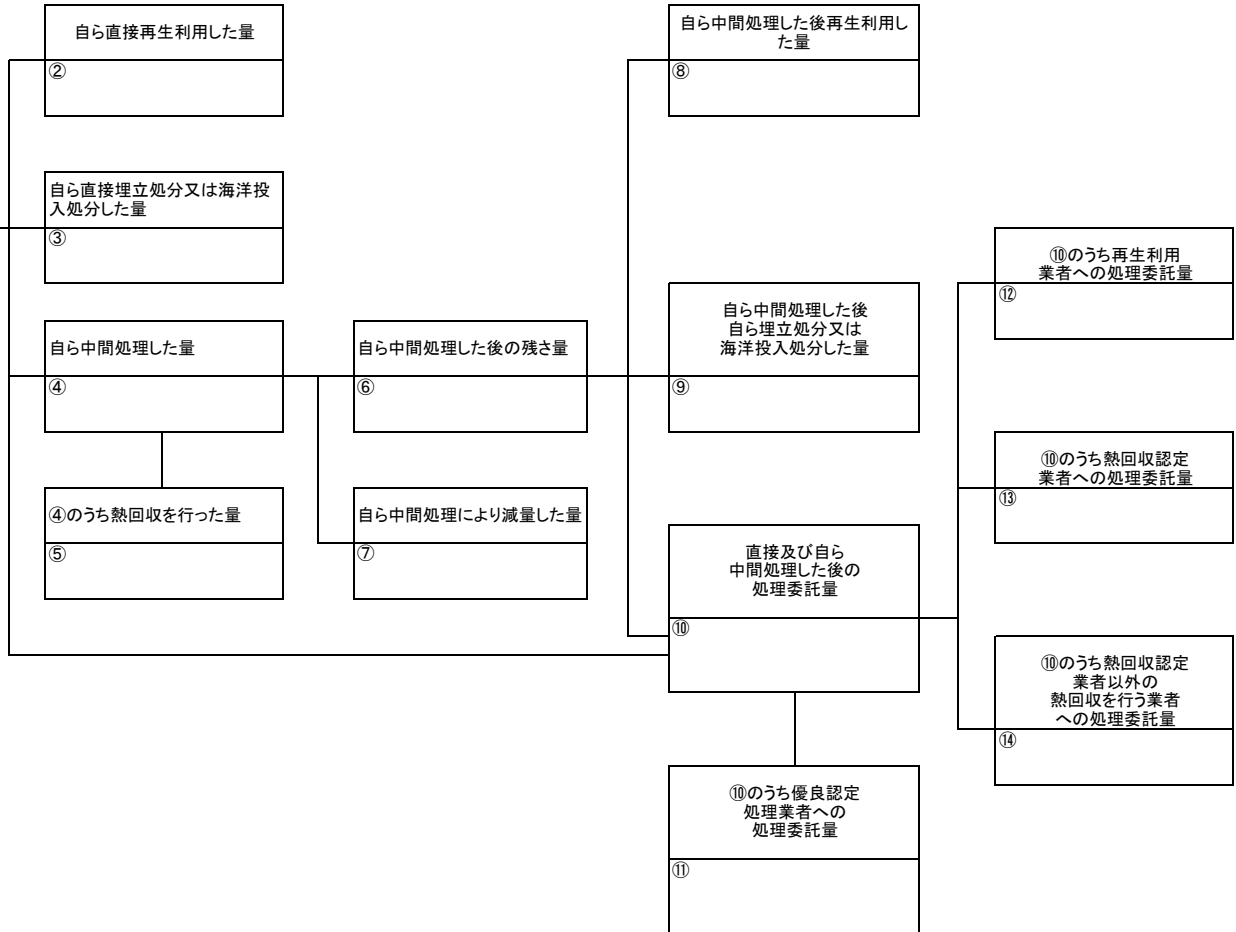 自ら直接再生利用した量
②
自ら直接埋立処分又は海洋投
入処分した量
③
自ら中間処理した量
④
④のうち熱回収を行った量
⑤
自ら中間処理した後の残さ量
⑥
自ら中間処理により減量した量
⑦
自ら中間処理した後再生利用し
た量
⑧
自ら中間処理した後
自ら埋立処分又は
海洋投入処分した量
⑨
直接及び自ら
中間処理した後の
処理委託量
⑩
⑩のうち優良認定
処理業者への
処理委託量
⑪
⑩のうち再生利用
業者への処理委託量
⑫
⑩のうち熱回収認定
業者への処理委託量
⑬
⑩のうち熱回収認定
業者以外の
熱回収を行う業者
への処理委託量
⑭